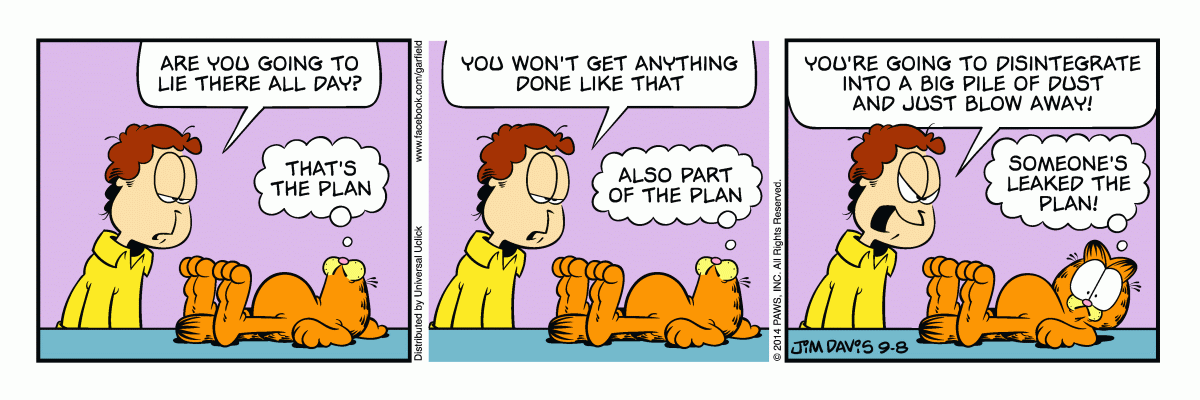 ARE YOU GOING TO
LIE THERE ALL DAY?
THAT'S
THE PLAN
www.facebook.com/garfield
Distributed by Universal Uclick
YOU WON'T GET ANYTHING
DONE LIKE THAT
ALSO PART
OF THE PLAN
© 2014 PAWS, INC. All Rights Reserved.
YOU'RE GOING TO DISINTEGRATE
INTO A BIG PILE OF DUST
AND JUST BLOW AWAY!
SOMEONE'S
LEAKED THE
PLAN!
JIM DAVIS 9-8